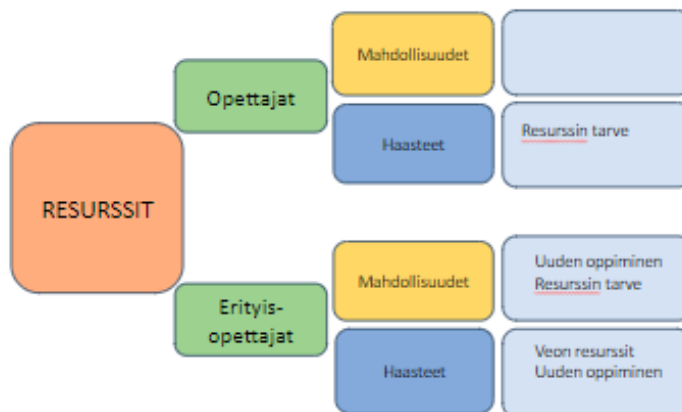 RESURSSIT
Opettajat
Mahdollisuudet
Haasteet
Resurssin tarve
Erityis-
opettajat
Mahdollisuudet
Uuden oppiminen
Resurssin tarve
Haasteet
Veon resurssit
Uuden oppiminen